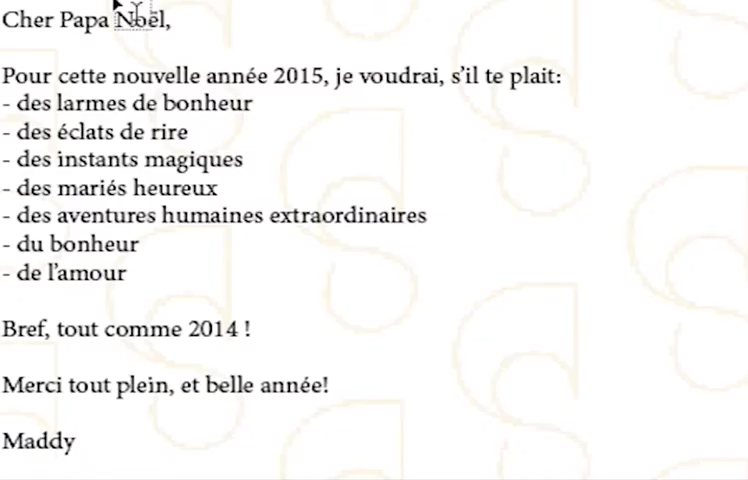 Cher Papa Noël,
Pour cette nouvelle année 2015, je voudrai, s'il te plait:
- des larmes de bonheur
- des éclats de rire
- des instants magiques
- des mariés heureux
- des aventures humaines extraordinaires
- du bonheur
- de l'amour
Bref, tout comme 2014 !
Merci tout plein, et belle année!
Maddy